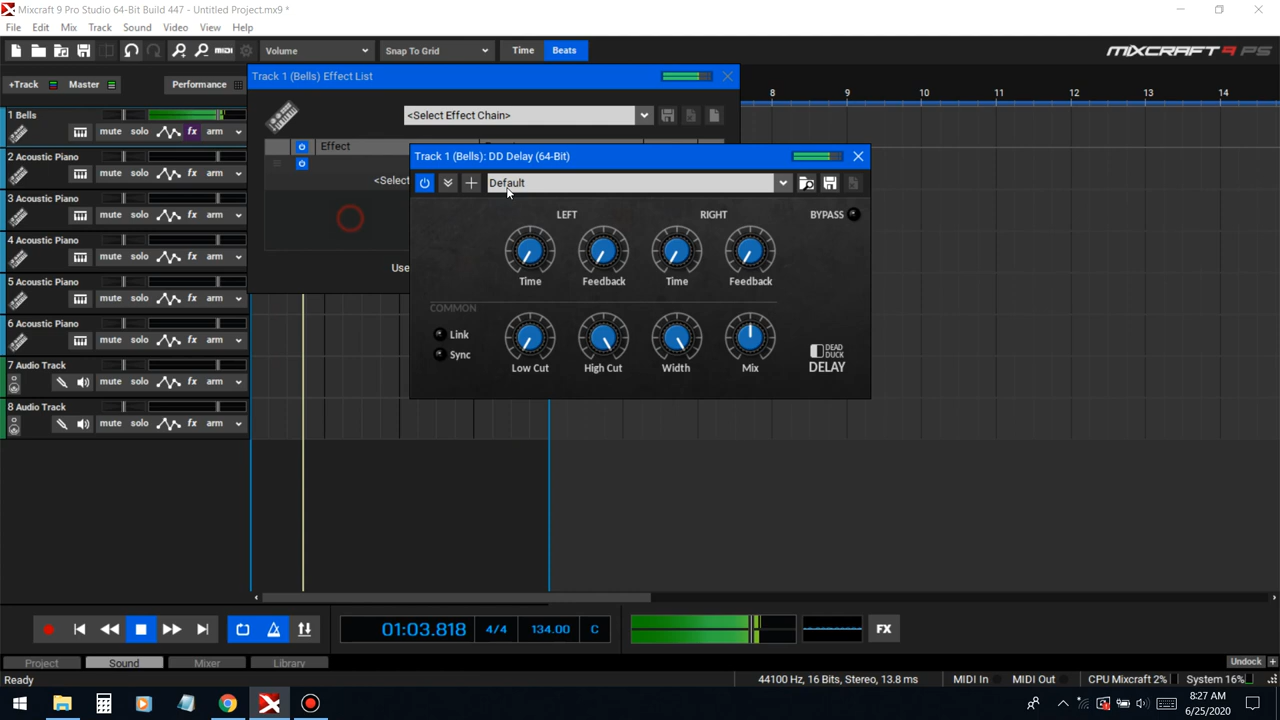 Mixcraft 9 Pro Studio 64-Bit Build 447 - Untitled Project.mx9 *
File Edit Mix Track Sound Video View Help
MIDI Volume Snap To Grid Time Beats MIXCRAFT 9 PS
+Track Master Performance
Track 1 (Bells) Effect List
8 9 10 11 12 13 14
<Select Effect Chain>
1 Bells
mute solo fx arm
Effect
2 Acoustic Piano
mute solo fx arm
3 Acoustic Piano
mute solo fx arm
4 Acoustic Piano
mute solo fx arm
5 Acoustic Piano
mute solo fx arm
6 Acoustic Piano
mute solo fx arm
7 Audio Track
mute solo fx arm
8 Audio Track
mute solo fx arm
<Selec
Use
Track 1 (Bells): DD Delay (64-Bit)
Default
LEFT RIGHT BYPASS
Time Feedback Time Feedback
COMMON
Link
Sync
Low Cut High Cut Width Mix
DEAD
DUCK
DELAY
01:03.818 4/4 134.00 C FX
Project Sound Mixer Library Undock +
Ready 44100 Hz, 16 Bits, Stereo, 13.8 ms MIDI In MIDI Out CPU Mixcraft 2% System 16%
8:27 AM
6/25/2020